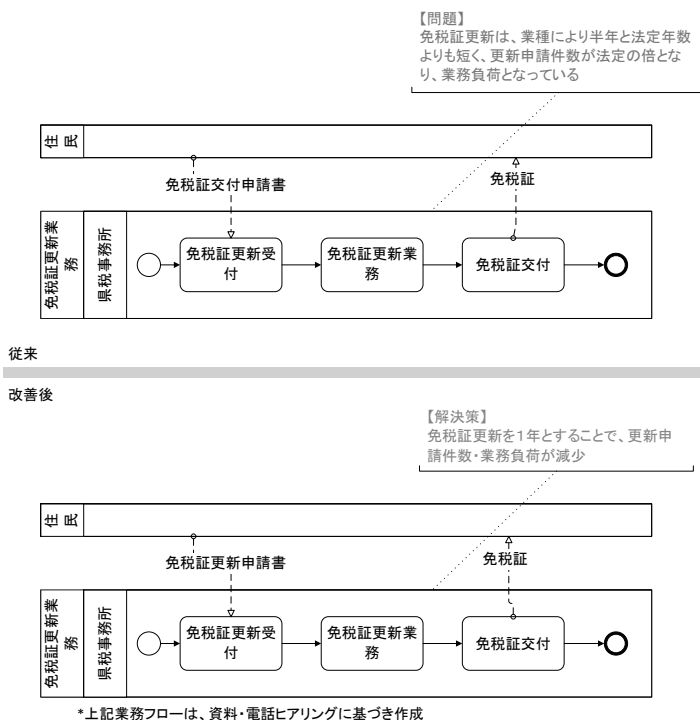 【問題】
免税証更新は、業種により半年と法定年数
よりも短く、更新申請件数が法定の倍とな
り、業務負荷となっている
住民
免税証交付申請書
免税証
免税証更新業
務
県税事務所
免税証更新受
付
免税証更新業
務
免税証交付
従来
改善後
【解決策】
免税証更新を1年とすることで、更新申
請件数・業務負荷が減少
住民
免税証更新申請書
免税証
免税証更新業
務
県税事務所
免税証更新受
付
免税証更新業
務
免税証交付
*上記業務フローは、資料・電話ヒアリングに基づき作成